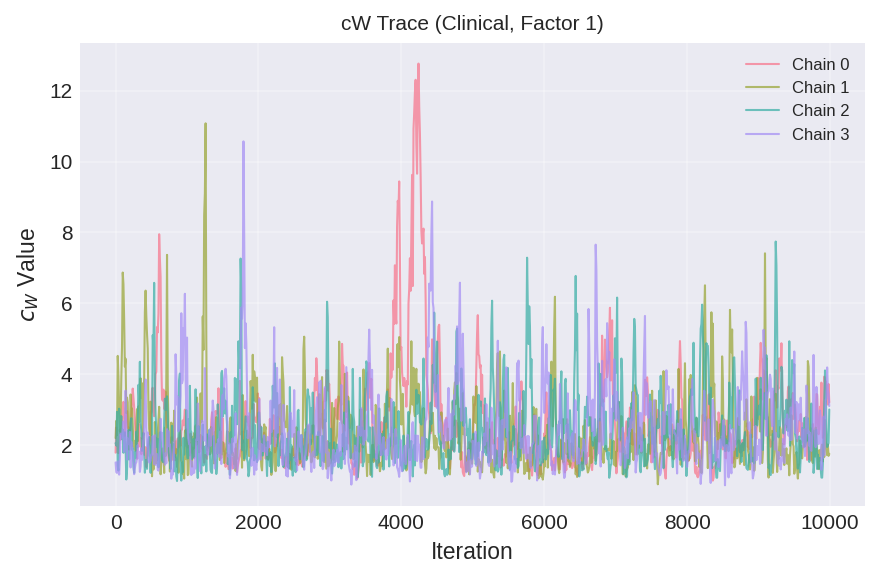 cW Trace (Clinical, Factor 1)
Chain 0
Chain 1
Chain 2
Chain 3
12
10
8
6
4
2
c_W Value
0 2000 4000 6000 8000 10000
Iteration